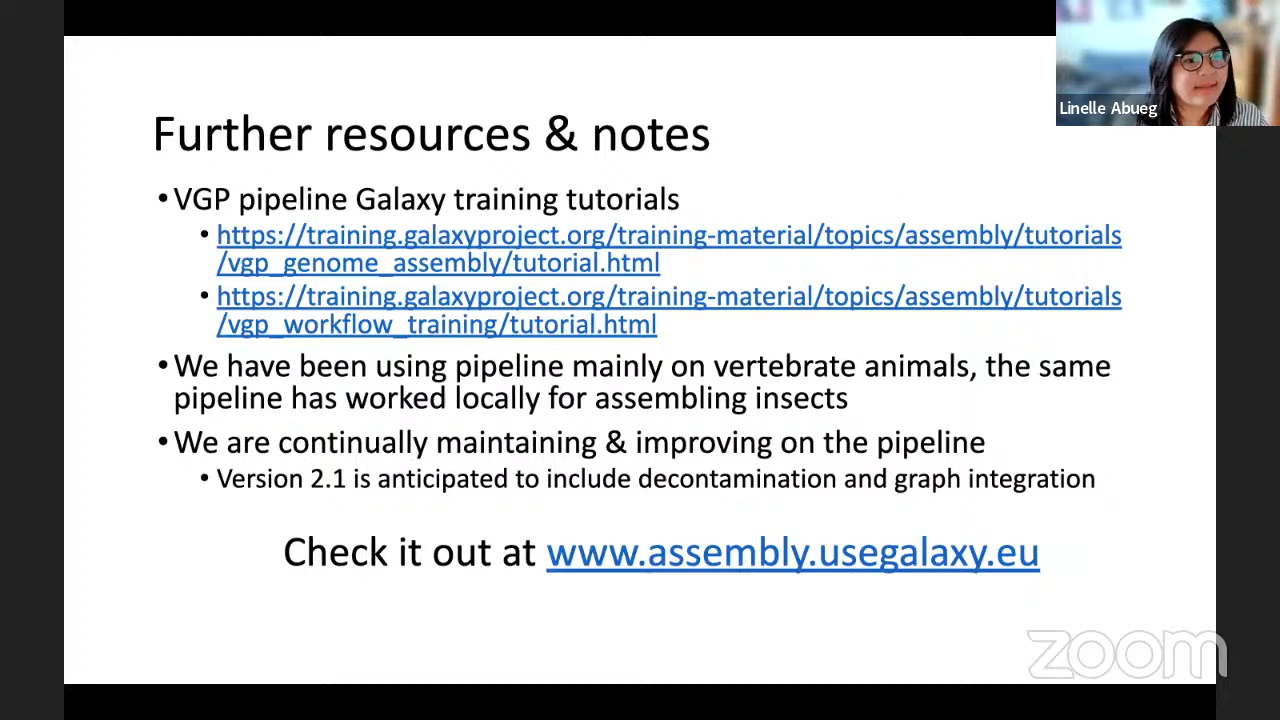 Linelle Abueg
Further resources & notes
•VGP pipeline Galaxy training tutorials
• https://training.galaxyproject.org/training-material/topics/assembly/tutorials
/vgp_genome_assembly/tutorial.html
• https://training.galaxyproject.org/training-material/topics/assembly/tutorials
/vgp_workflow_training/tutorial.html
•We have been using pipeline mainly on vertebrate animals, the same
pipeline has worked locally for assembling insects
•We are continually maintaining & improving on the pipeline
• Version 2.1 is anticipated to include decontamination and graph integration
Check it out at www.assembly.usegalaxy.eu
zoom